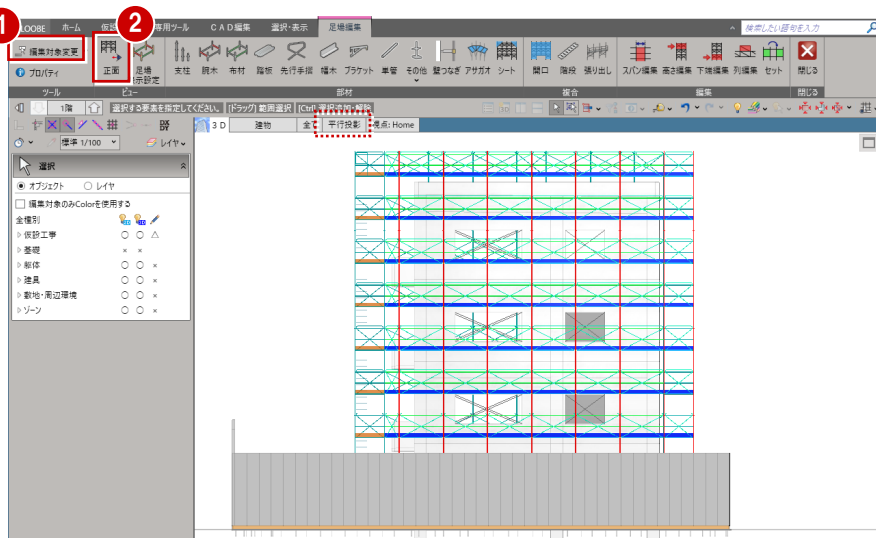 1
2
LOOBE ホーム 専用ツール CAD編集 選択・表示 足場編集 検索したい語句を入力
編集対象変更
プロパティ
正面 足場 支柱 腕木 布材 踏板 先行手摺 幅木 ブラケット 単管 その他 壁つなぎ アサガオ シート 開口 階段 張り出し スパン編集 高さ編集 下端編集 列編集 セット 閉じる
示設定
ツール ビュー 部材 複合 編集 閉じる
1階 選択する要素を指定してください。 [ドラッグ] 範囲選択 [Ctrl] 選択追加・解除
3D 建物 全て 平行投影 視点: Home
標準 1/100 レイヤ
選択
オブジェクト レイヤ
編集対象のみColorを使用する
全種別
仮設工事
基礎
躯体
建具
敷地・周辺環境
ゾーン